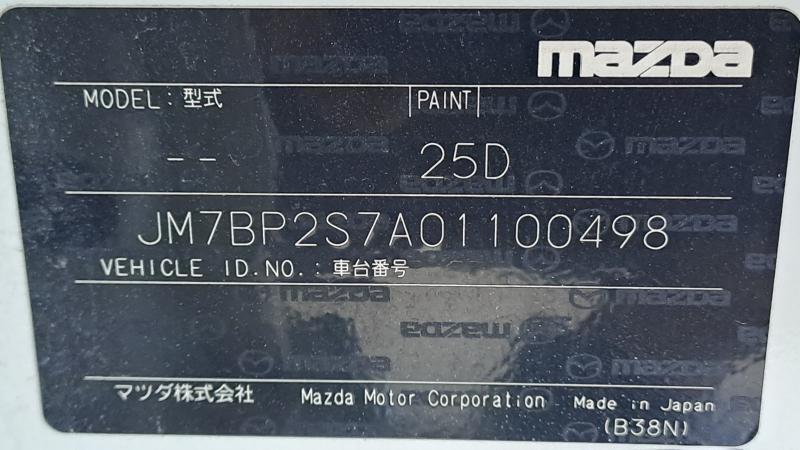 mazda
MODEL : 型式 |PAINT|
-- 25D
JM7BP2S7A01100498
VEHICLE ID.NO. : 車台番号
マツダ株式会社 Mazda Motor Corporation Made in Japan
(B38N)